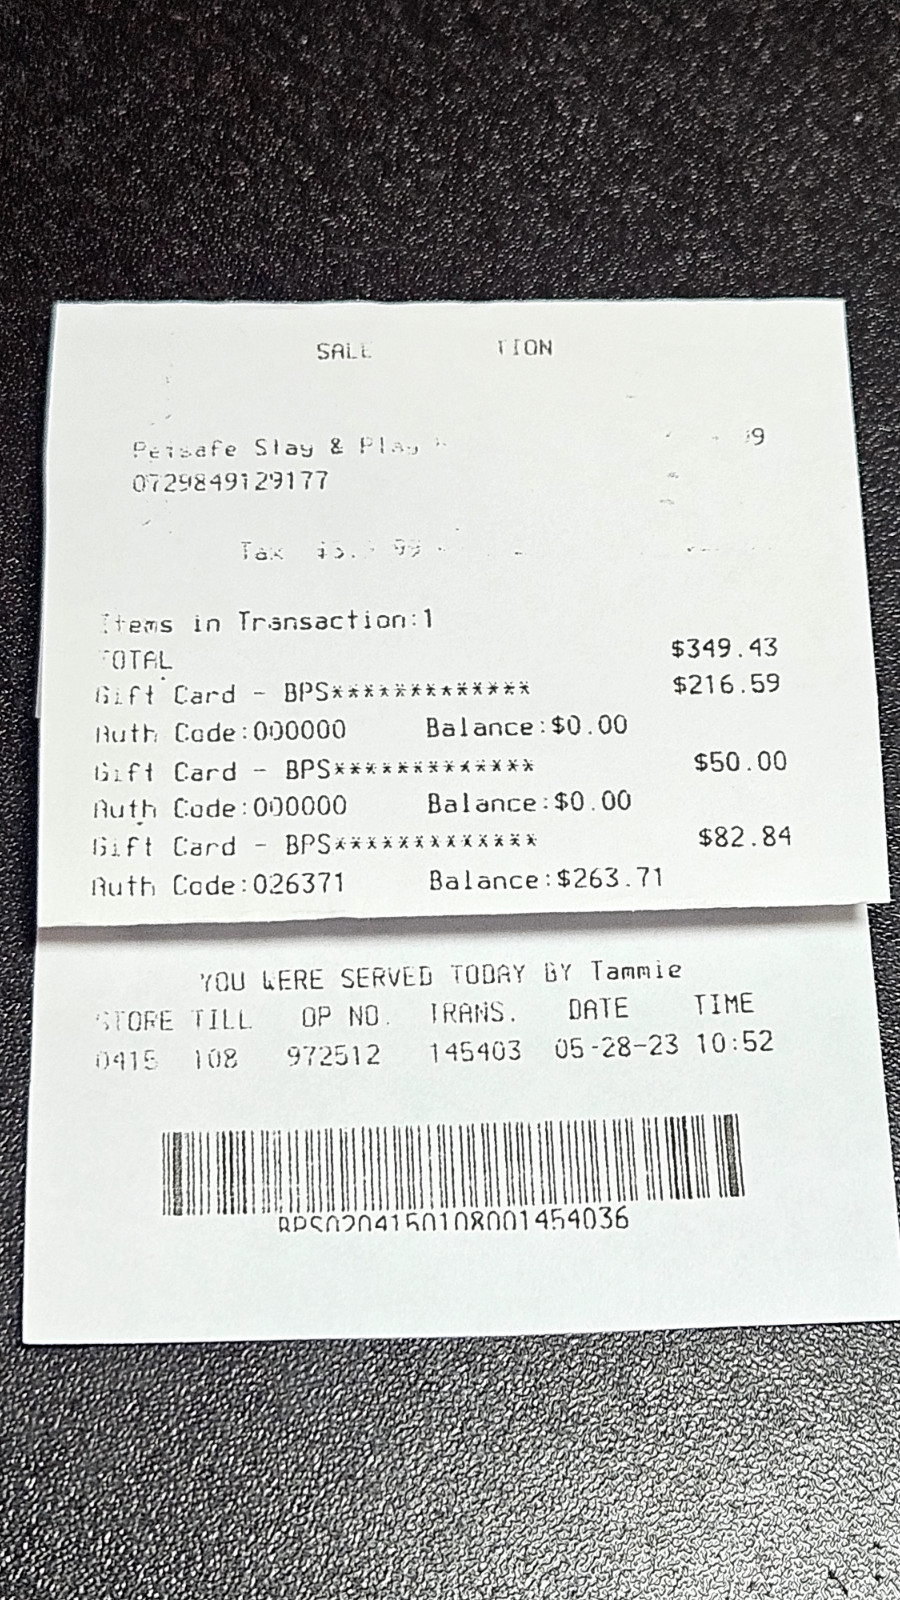 SALE TION
Petsafe Stay & Play
0729849129177
Tax
Items in Transaction:1
TOTAL $349.43
Gift Card - BPS************* $216.59
Auth Code:000000 Balance:$0.00
Gift Card - BPS************* $50.00
Auth Code:000000 Balance:$0.00
Gift Card - BPS************* $82.84
Auth Code:026371 Balance:$263.71
YOU WERE SERVED TODAY BY Tammie
STORE TILL OP NO. TRANS. DATE TIME
0415 108 972512 145403 05-28-23 10:52
BPS0204150108001454036